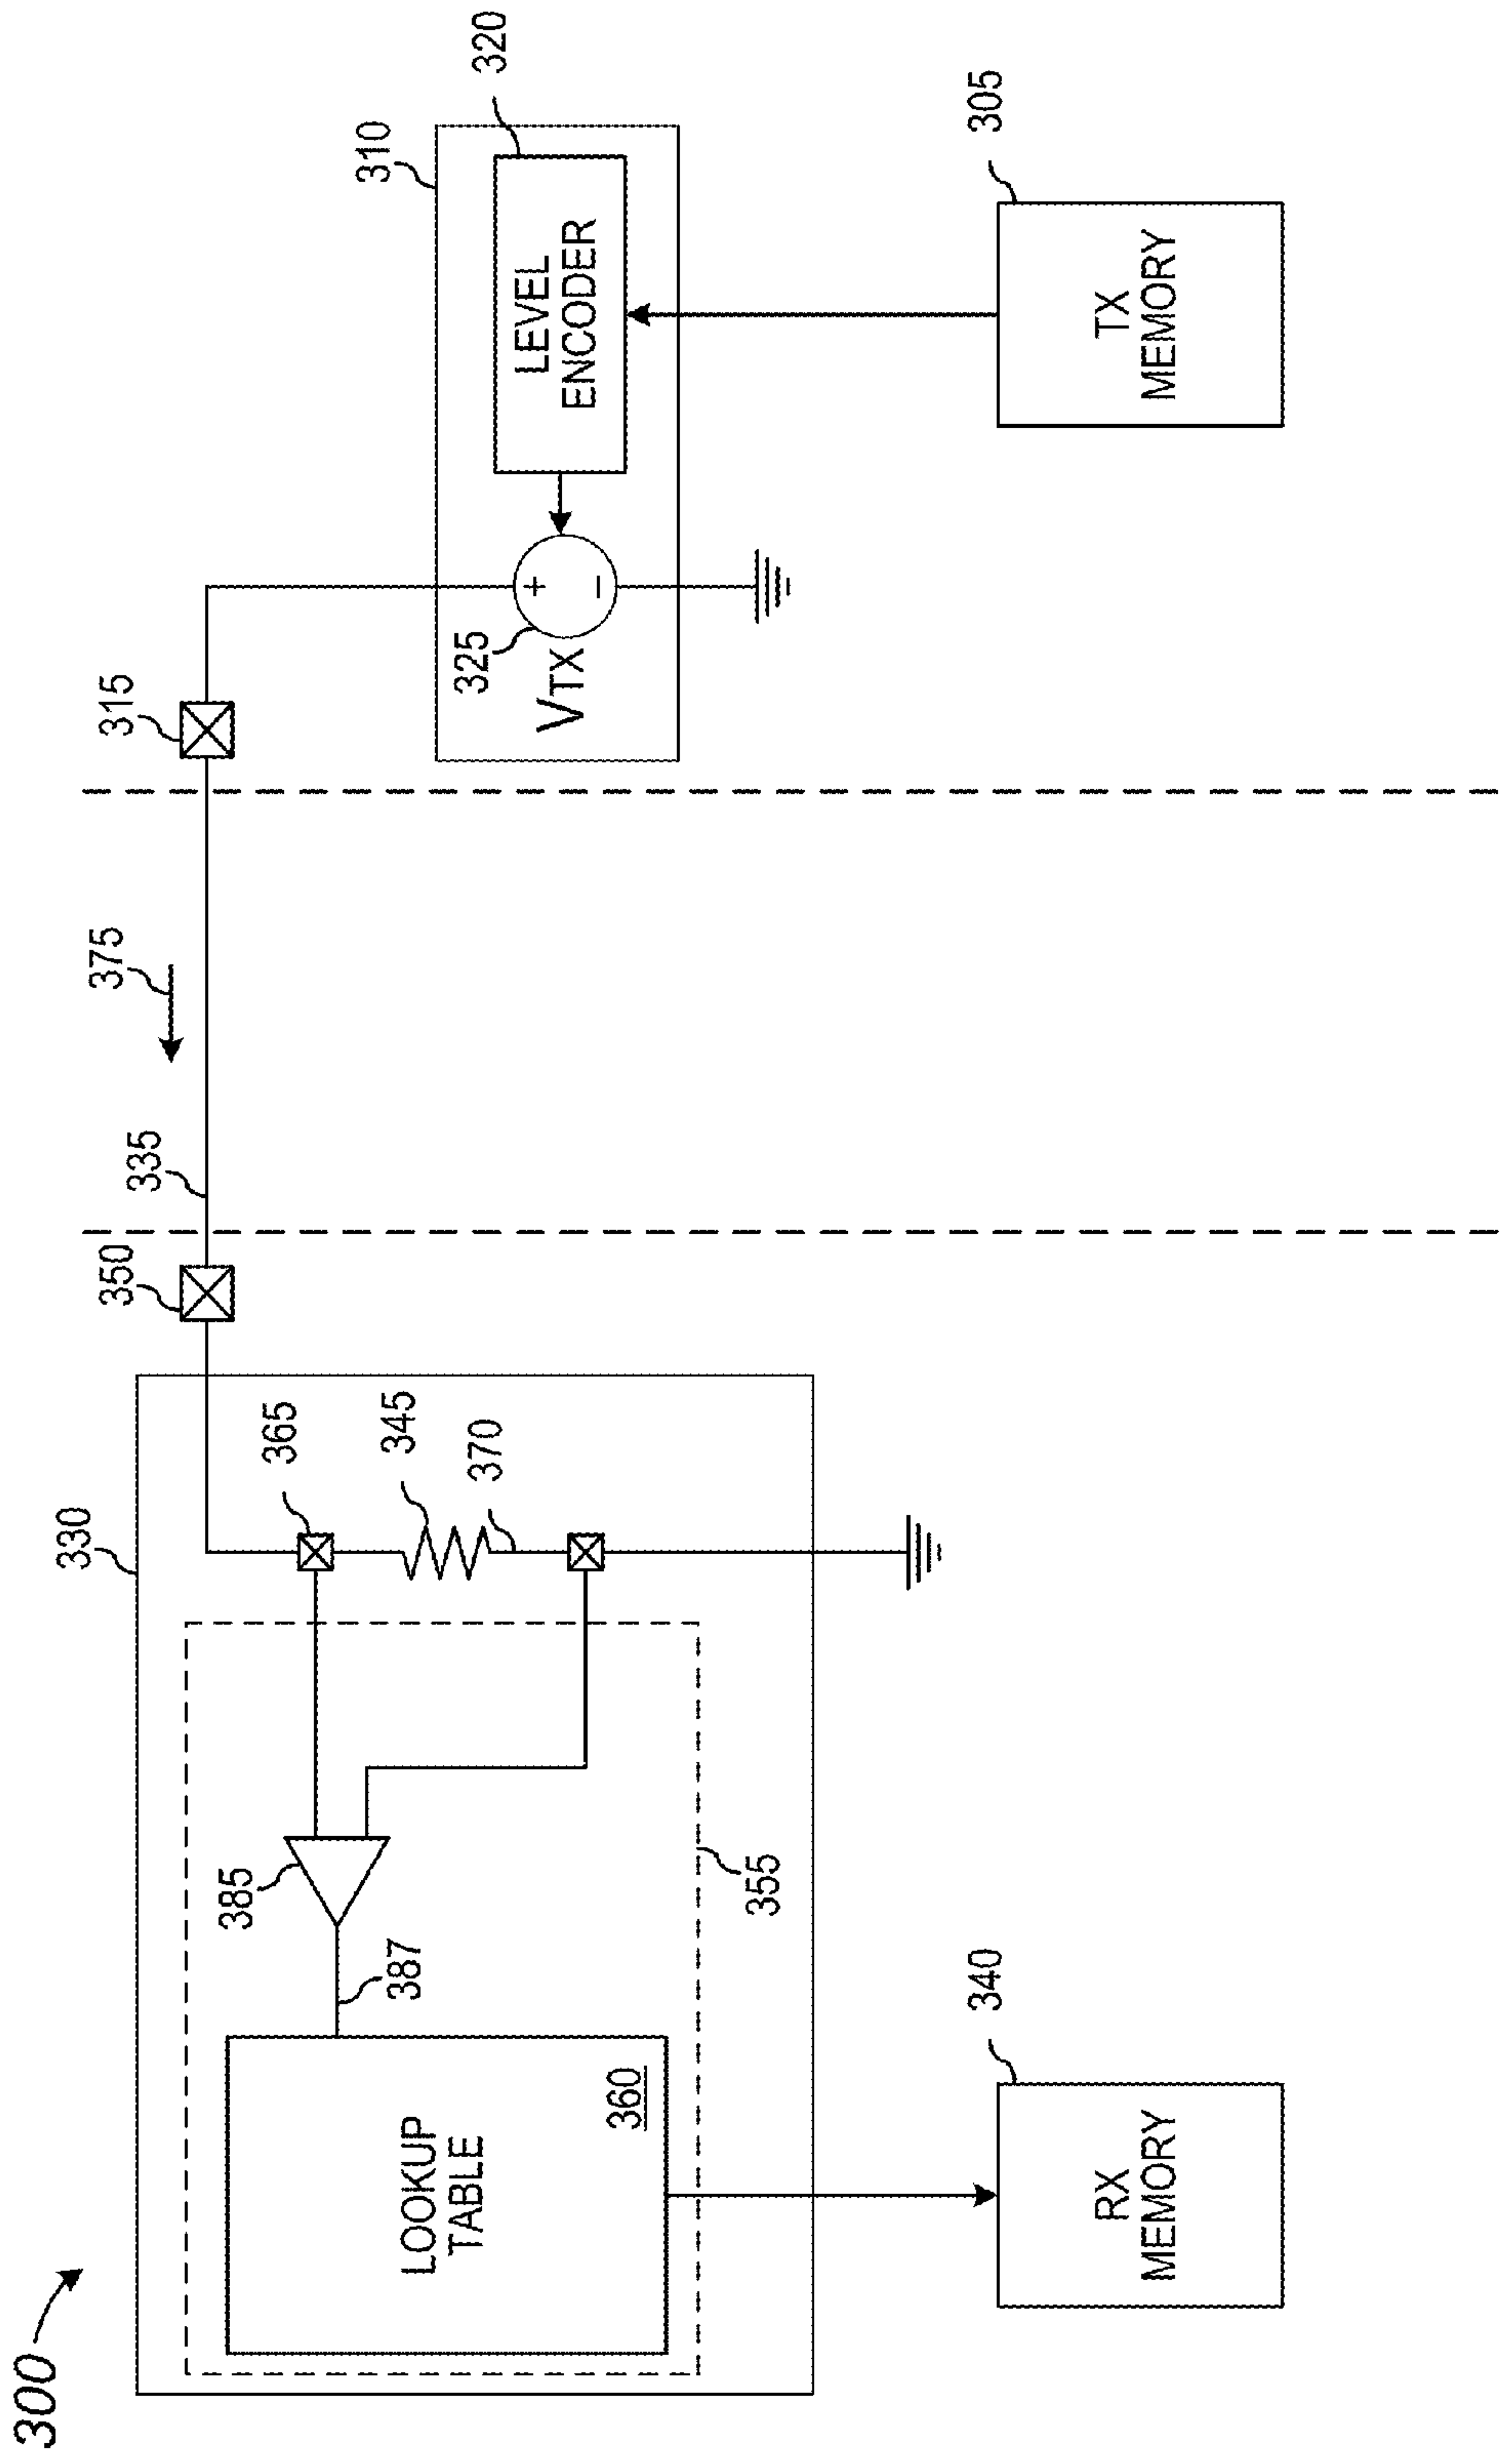 300
330
350
335
375
315
310
320
365
345
370
325
+
−
VTX
LEVEL
ENCODER
385
387
355
LOOKUP
TABLE
360
340
RX
MEMORY
305
TX
MEMORY